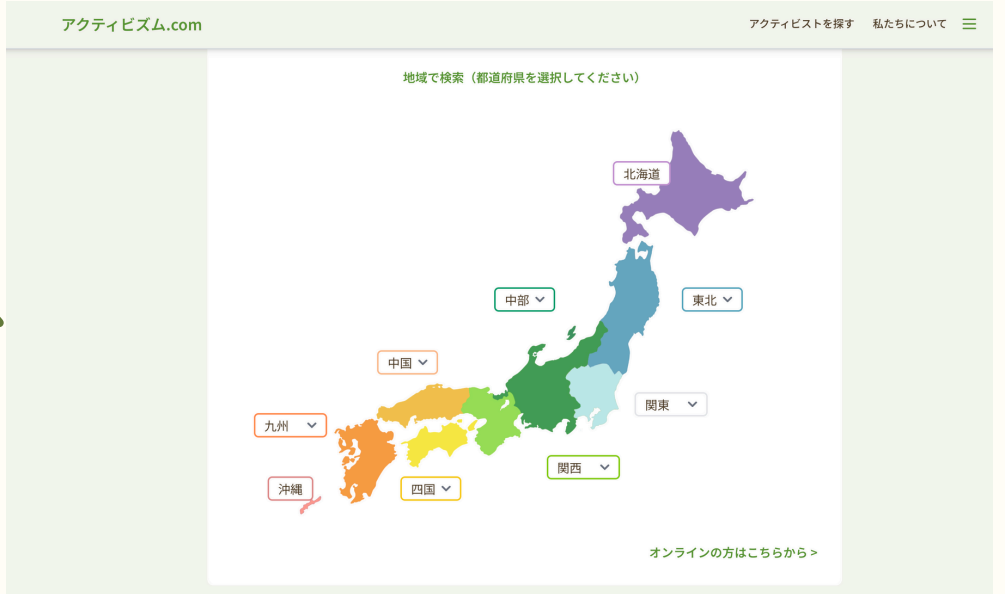 アクティビズム.com
アクティビストを探す 私たちについて
地域で検索（都道府県を選択してください）
北海道
中部
東北
中国
関東
九州
関西
沖縄
四国
オンラインの方はこちらから >